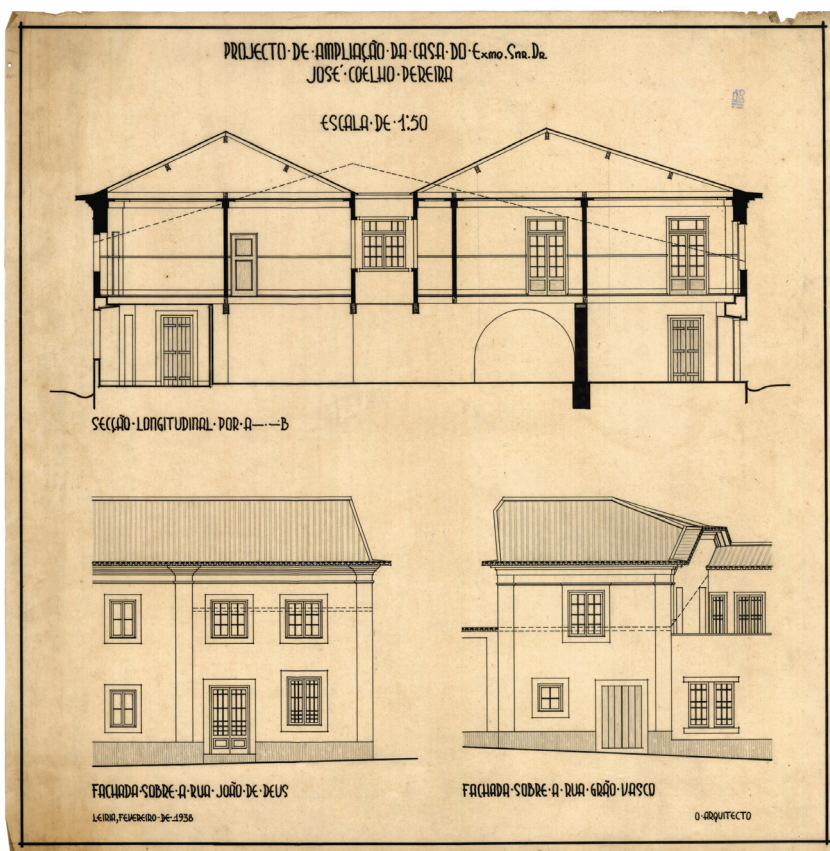 PROJECTO·DE·AMPLIAÇÃO·DA·CASA·DO·Exmo.Snr.Dr.
JOSÉ·COELHO·PEREIRA
ESCALA·DE·1:50
SECÇÃO·LONGITUDINAL·POR·A—·—B
FACHADA·SOBRE·A·RUA·JOÃO·DE·DEUS
FACHADA·SOBRE·A·RUA·GRÃO·VASCO
LEIRIA, FEVEREIRO·DE·1938
O·ARQUITECTO